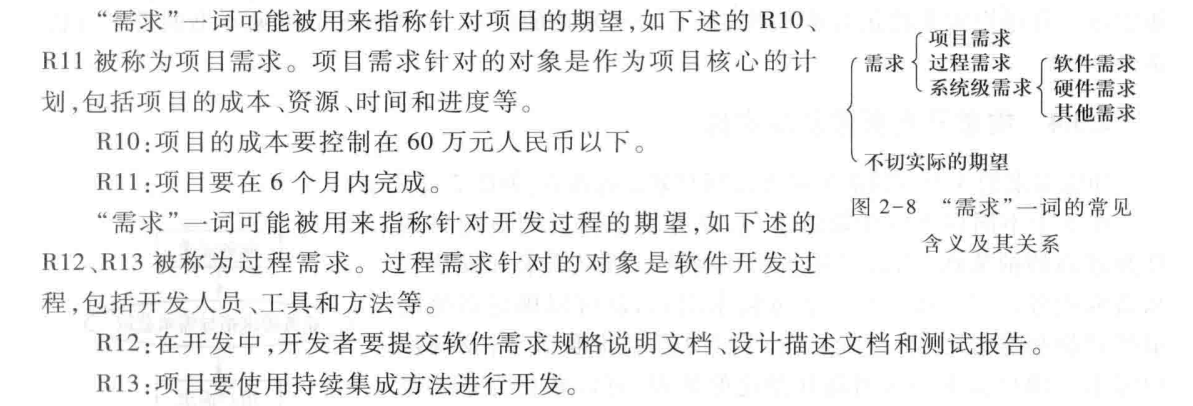 “需求”一词可能被用来指称针对项目的期望,如下述的 R10、
R11 被称为项目需求。项目需求针对的对象是作为项目核心的计
划,包括项目的成本、资源、时间和进度等。
R10:项目的成本要控制在 60 万元人民币以下。
R11:项目要在 6 个月内完成。
“需求”一词可能被用来指称针对开发过程的期望,如下述的
R12、R13 被称为过程需求。过程需求针对的对象是软件开发过
程,包括开发人员、工具和方法等。
R12:在开发中,开发者要提交软件需求规格说明文档、设计描述文档和测试报告。
R13:项目要使用持续集成方法进行开发。
项目需求
需求 过程需求 软件需求
系统级需求 硬件需求
其他需求
不切实际的期望
图 2-8 “需求”一词的常见
含义及其关系